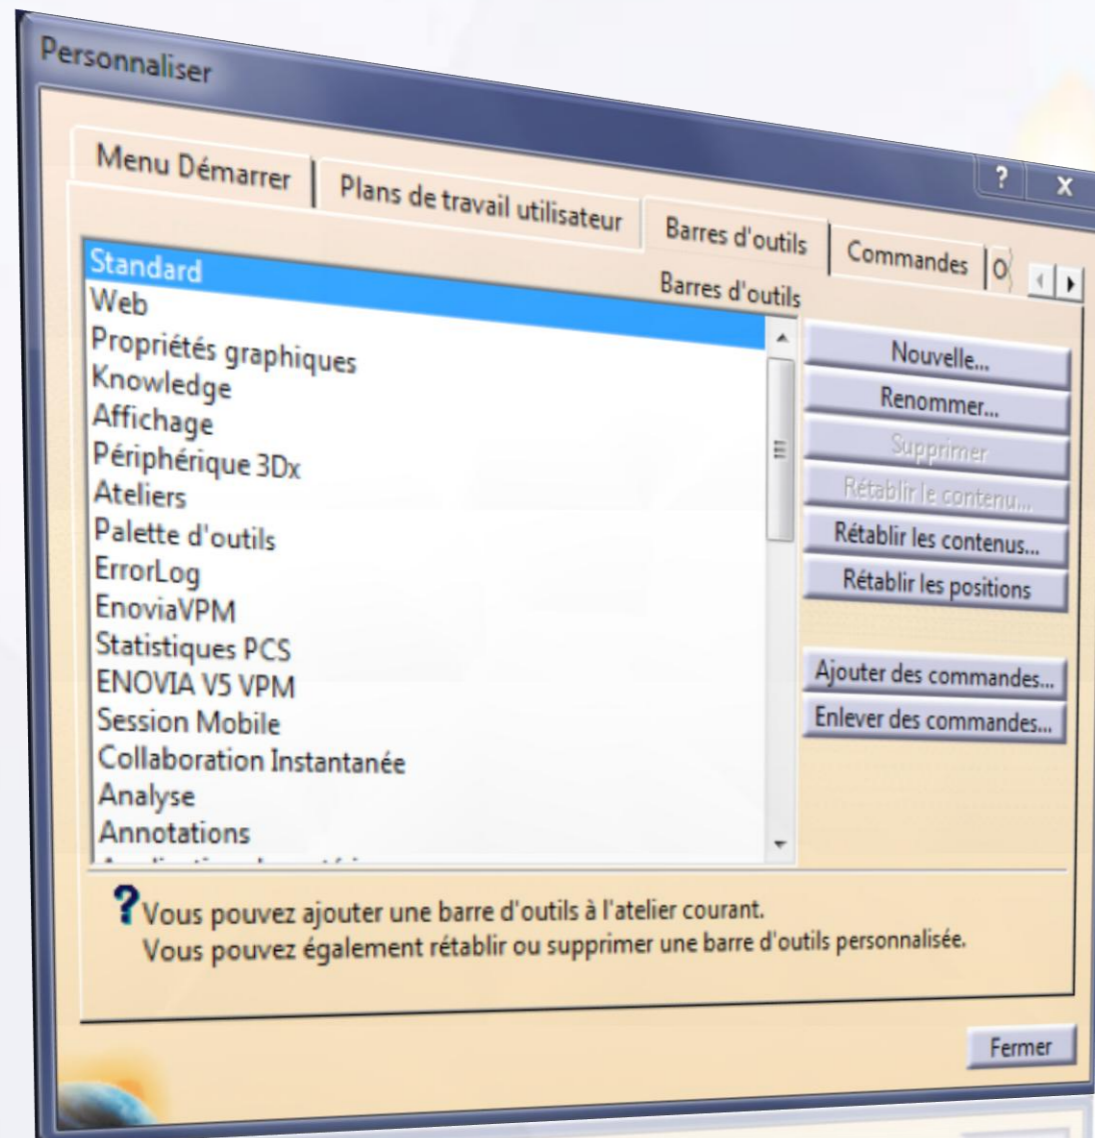 Personnaliser
? X
Menu Démarrer
Plans de travail utilisateur
Barres d'outils
Commandes
Barres d'outils
Standard
Web
Propriétés graphiques
Knowledge
Affichage
Périphérique 3Dx
Ateliers
Palette d'outils
ErrorLog
EnoviaVPM
Statistiques PCS
ENOVIA V5 VPM
Session Mobile
Collaboration Instantanée
Analyse
Annotations
Nouvelle...
Renommer...
Supprimer
Rétablir le contenu...
Rétablir les contenus...
Rétablir les positions
Ajouter des commandes...
Enlever des commandes...
? Vous pouvez ajouter une barre d'outils à l'atelier courant.
Vous pouvez également rétablir ou supprimer une barre d'outils personnalisée.
Fermer